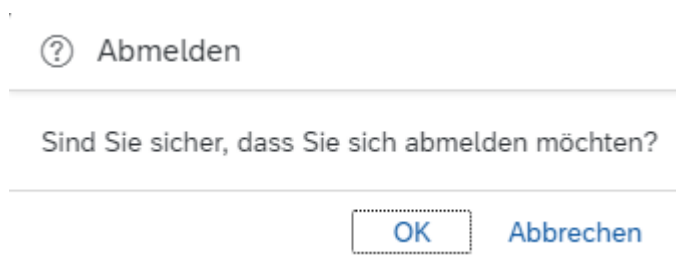 Abmelden
Sind Sie sicher, dass Sie sich abmelden möchten?
OK Abbrechen